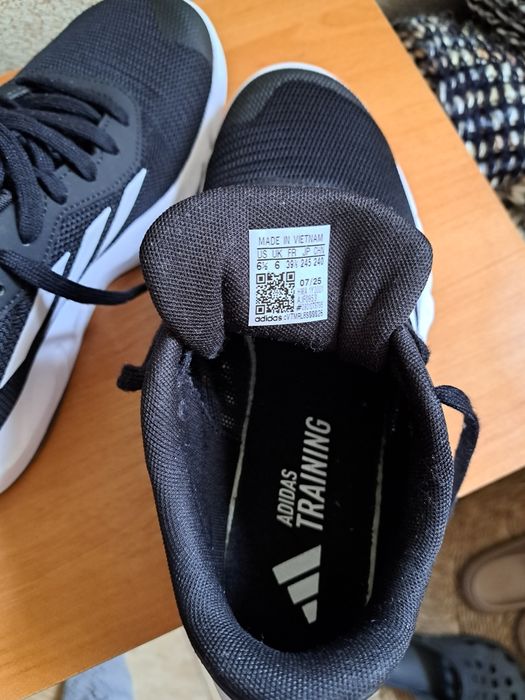 MADE IN VIETNAM
US UK FR JP CHN
6½ 6 39⅓ 245 240
07/25
adidas
ADIDAS
TRAINING